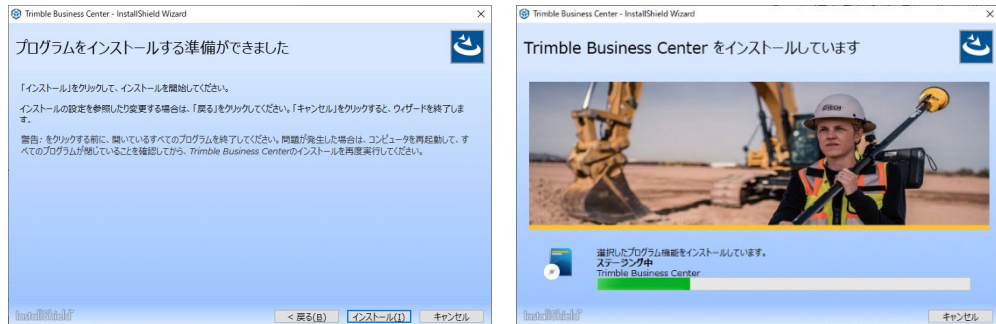 Trimble Business Center - InstallShield Wizard
プログラムをインストールする準備ができました
「インストール」をクリックして、インストールを開始してください。
インストールの設定を参照したり変更する場合は、「戻る」をクリックしてください。「キャンセル」をクリックすると、ウィザードを終了しま
す。
警告: をクリックする前に、開いているすべてのプログラムを終了してください。問題が発生した場合は、コンピュータを再起動して、す
べてのプログラムが閉じていることを確認してから、Trimble Business Centerのインストールを再度実行してください。
InstallShield
< 戻る(B)
インストール(I)
キャンセル
Trimble Business Center - InstallShield Wizard
Trimble Business Center をインストールしています
選択したプログラム機能をインストールしています。
ステージング中
Trimble Business Center
InstallShield
キャンセル